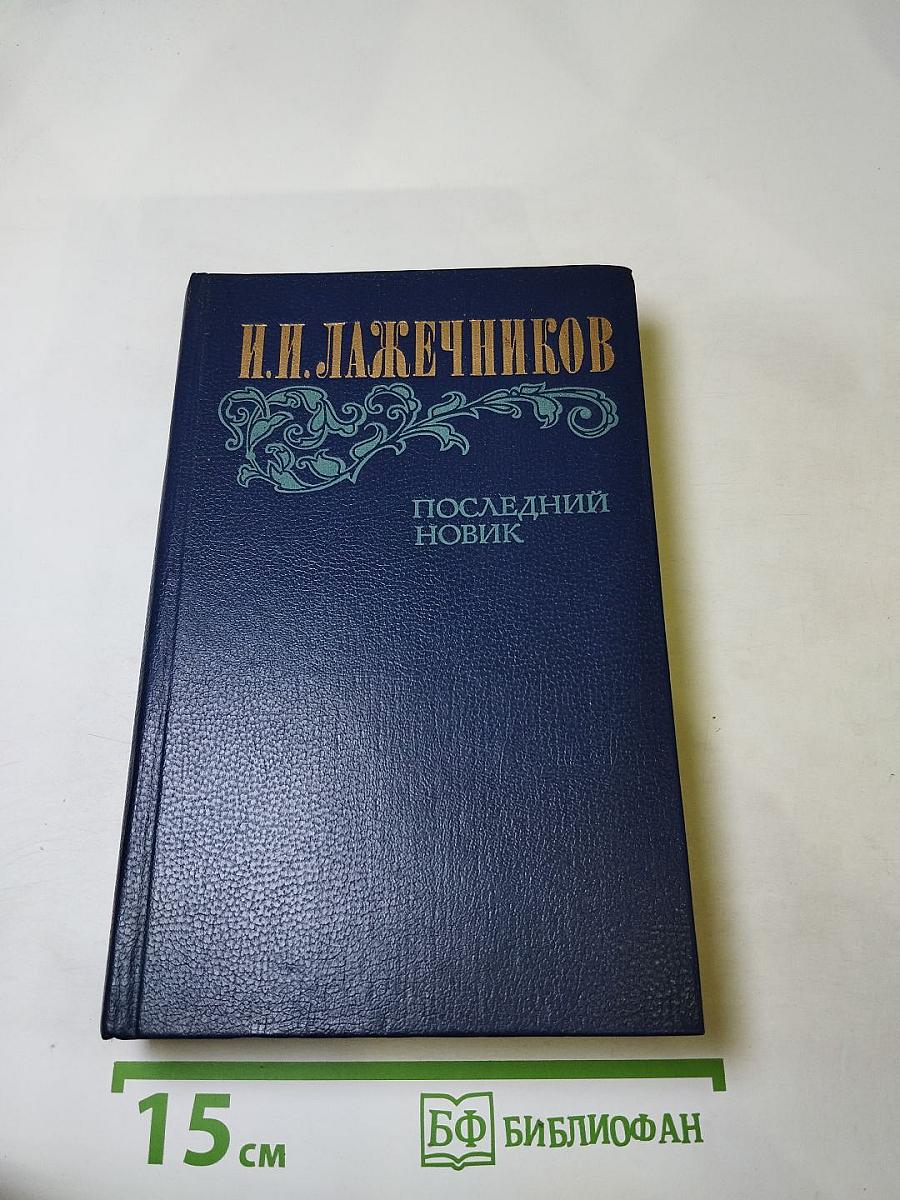 И.И.ЛАЖЕЧНИКОВ
ПОСЛЕДНИЙ
НОВИК
15 см
БФ БИБЛИОФАН